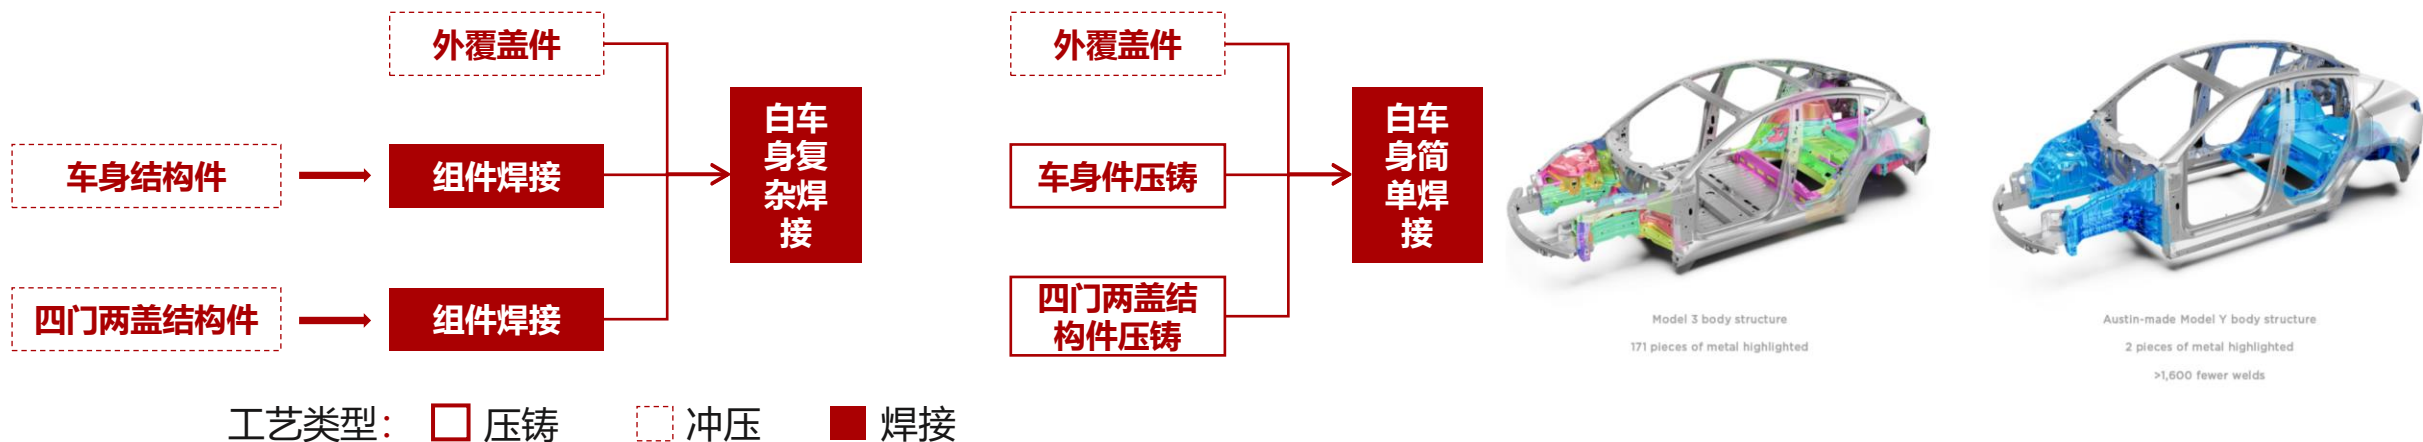 外覆盖件
车身结构件
组件焊接
四门两盖结构件
组件焊接
白车
身复
杂焊
接
外覆盖件
车身件压铸
四门两盖结
构件压铸
白车
身简
单焊
接
Model 3 body structure
171 pieces of metal highlighted
Austin-made Model Y body structure
2 pieces of metal highlighted
>1,600 fewer welds
工艺类型： 压铸 冲压 焊接